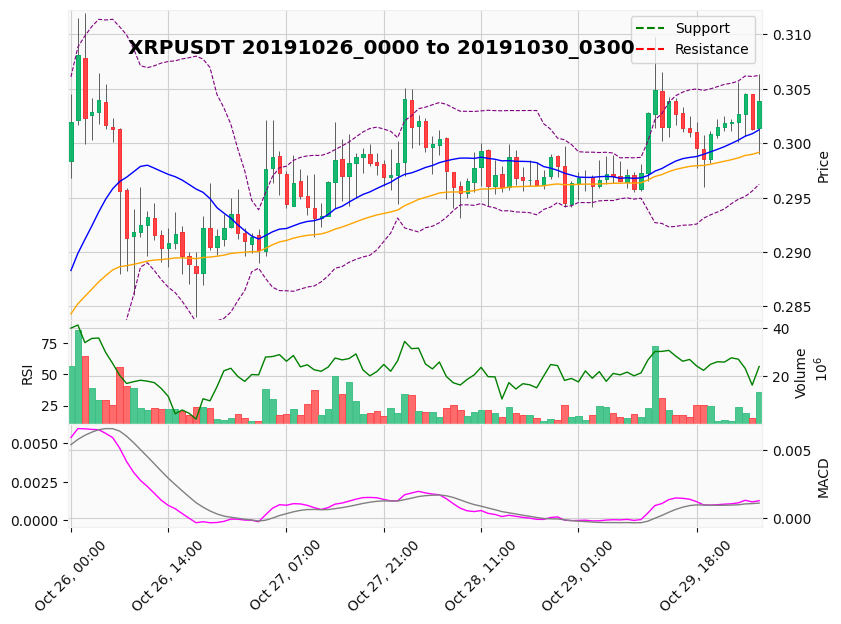 XRPUSDT 20191026_0000 to 20191030_0300
Support
Resistance
0.310
0.305
0.300
0.295
0.290
0.285
Price
75
50
25
RSI
40
20
Volume
10⁶
0.0050
0.0025
0.0000
0.005
0.000
MACD
Oct 26, 00:00
Oct 26, 14:00
Oct 27, 07:00
Oct 27, 21:00
Oct 28, 11:00
Oct 29, 01:00
Oct 29, 18:00